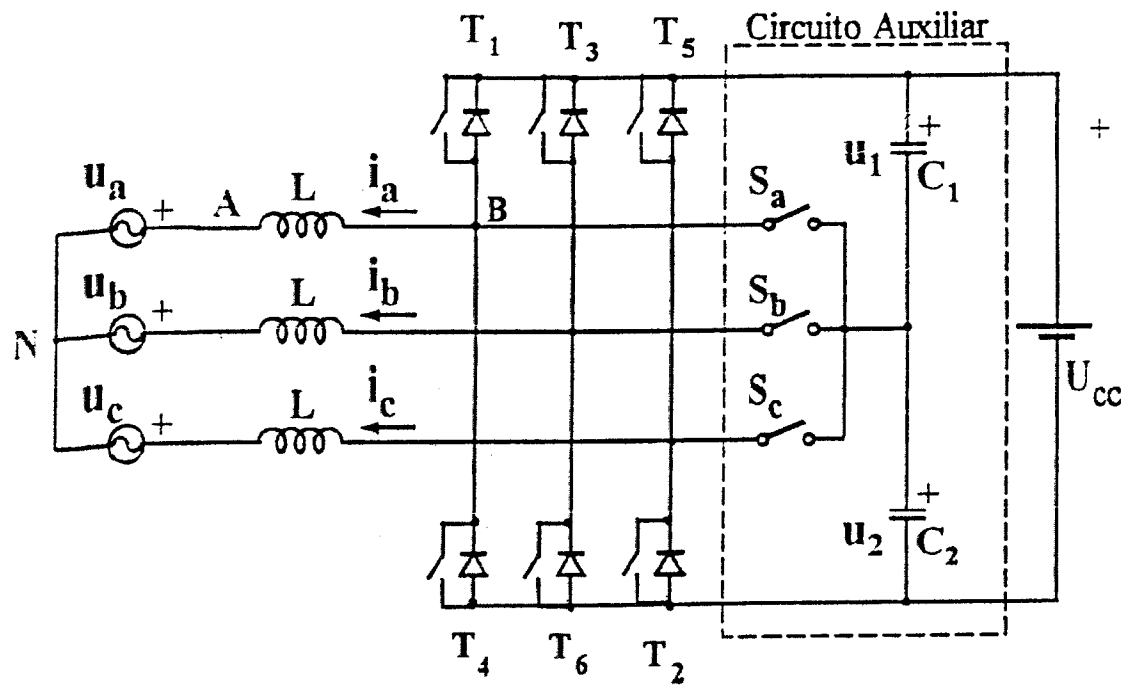 Circuito Auxiliar
T1 T3 T5
+
+
u1
C1
ua
+
A
L
ia
B
Sa
ub
+
L
ib
Sb
N
Ucc
uc
+
L
ic
Sc
+
u2
C2
T4 T6 T2